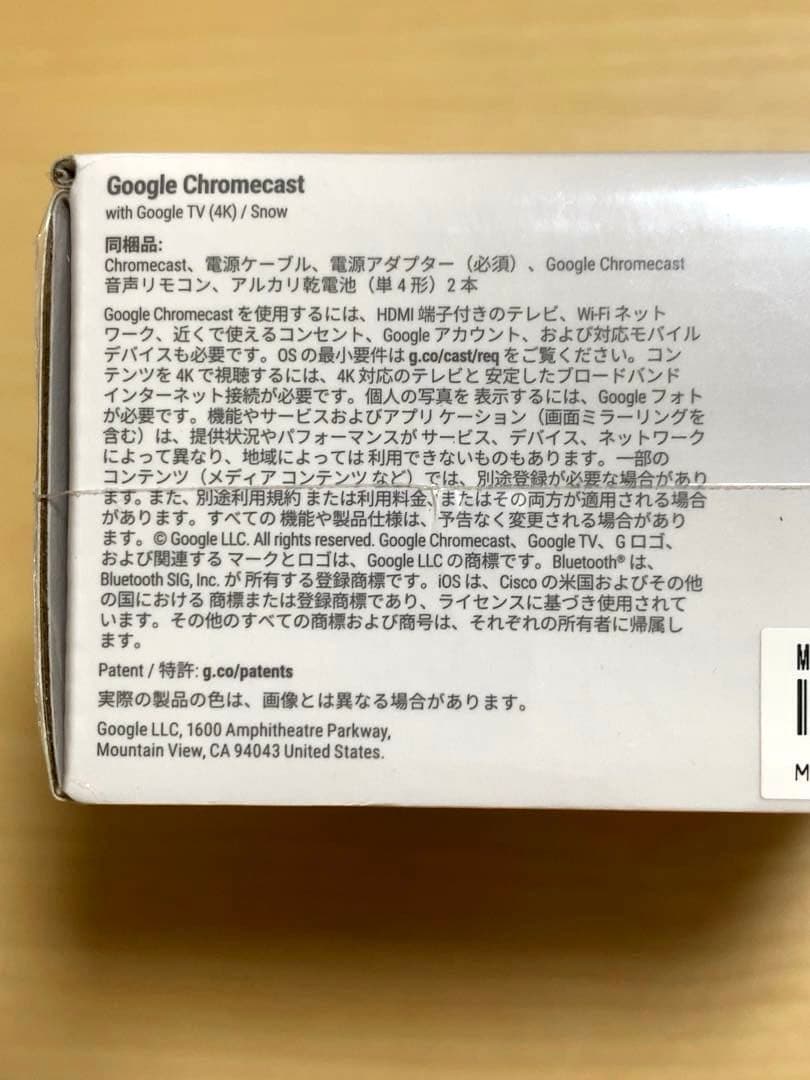 Google Chromecast
with Google TV (4K) / Snow
同梱品:
Chromecast、電源ケーブル、電源アダプター（必須）、Google Chromecast
音声リモコン、アルカリ乾電池（単 4 形）2 本
Google Chromecast を使用するには、HDMI 端子付きのテレビ、Wi-Fi ネット
ワーク、近くで使えるコンセント、Google アカウント、および対応モバイル
デバイスも必要です。OS の最小要件は g.co/cast/req をご覧ください。コン
テンツを 4K で視聴するには、4K 対応のテレビと 安定したブロードバンド
インターネット接続が必要です。個人の写真を 表示するには、Google フォト
が必要です。機能やサービスおよびアプリ ケーション（画面ミラーリングを
含む）は、提供状況やパフォーマンスが サービス、デバイス、ネットワーク
によって異なり、地域によっては 利用できないものもあります。一部の
コンテンツ（メディア コンテンツ など）では、別途登録が必要な場合があり
ます。また、別途利用規約 または利用料金、またはその両方が適用される場合
があります。すべての 機能や製品仕様は、予告なく変更される場合があり
ます。© Google LLC. All rights reserved. Google Chromecast、Google TV、G ロゴ、
および関連する マークとロゴは、Google LLC の商標です。Bluetooth® は、
Bluetooth SIG, Inc. が 所有する登録商標です。iOS は、Cisco の米国およびその他
の国における 商標または登録商標であり、ライセンスに基づき使用されて
います。その他のすべての商標および商号は、それぞれの所有者に帰属し
ます。
Patent / 特許: g.co/patents
実際の製品の色は、画像とは異なる場合があります。
Google LLC, 1600 Amphitheatre Parkway,
Mountain View, CA 94043 United States.
M
M